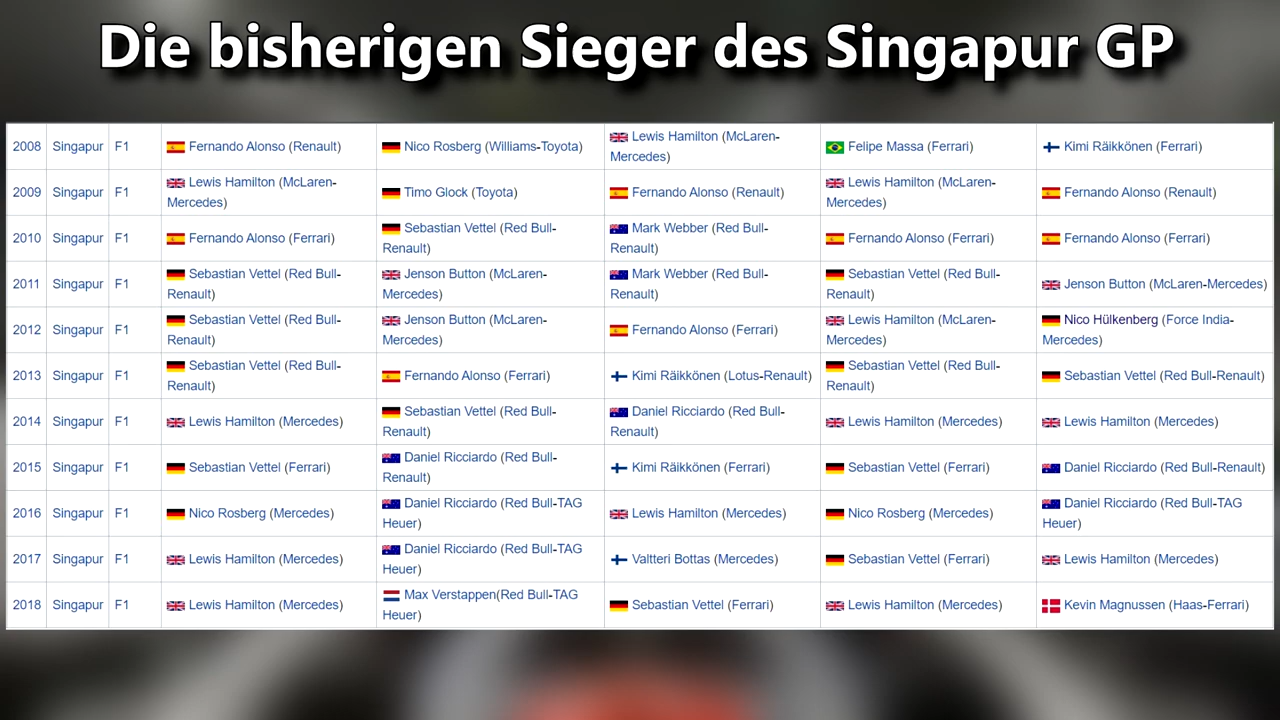 Die bisherigen Sieger des Singapur GP
2008 Singapur F1 Fernando Alonso (Renault) Nico Rosberg (Williams-Toyota) Lewis Hamilton (McLaren-Mercedes) Felipe Massa (Ferrari) Kimi Räikkönen (Ferrari)
2009 Singapur F1 Lewis Hamilton (McLaren-Mercedes) Timo Glock (Toyota) Fernando Alonso (Renault) Lewis Hamilton (McLaren-Mercedes) Fernando Alonso (Renault)
2010 Singapur F1 Fernando Alonso (Ferrari) Sebastian Vettel (Red Bull-Renault) Mark Webber (Red Bull-Renault) Fernando Alonso (Ferrari) Fernando Alonso (Ferrari)
2011 Singapur F1 Sebastian Vettel (Red Bull-Renault) Jenson Button (McLaren-Mercedes) Mark Webber (Red Bull-Renault) Sebastian Vettel (Red Bull-Renault) Jenson Button (McLaren-Mercedes)
2012 Singapur F1 Sebastian Vettel (Red Bull-Renault) Jenson Button (McLaren-Mercedes) Fernando Alonso (Ferrari) Lewis Hamilton (McLaren-Mercedes) Nico Hülkenberg (Force India-Mercedes)
2013 Singapur F1 Sebastian Vettel (Red Bull-Renault) Fernando Alonso (Ferrari) Kimi Räikkönen (Lotus-Renault) Sebastian Vettel (Red Bull-Renault) Sebastian Vettel (Red Bull-Renault)
2014 Singapur F1 Lewis Hamilton (Mercedes) Sebastian Vettel (Red Bull-Renault) Daniel Ricciardo (Red Bull-Renault) Lewis Hamilton (Mercedes) Lewis Hamilton (Mercedes)
2015 Singapur F1 Sebastian Vettel (Ferrari) Daniel Ricciardo (Red Bull-Renault) Kimi Räikkönen (Ferrari) Sebastian Vettel (Ferrari) Daniel Ricciardo (Red Bull-Renault)
2016 Singapur F1 Nico Rosberg (Mercedes) Daniel Ricciardo (Red Bull-TAG Heuer) Lewis Hamilton (Mercedes) Nico Rosberg (Mercedes) Daniel Ricciardo (Red Bull-TAG Heuer)
2017 Singapur F1 Lewis Hamilton (Mercedes) Daniel Ricciardo (Red Bull-TAG Heuer) Valtteri Bottas (Mercedes) Sebastian Vettel (Ferrari) Lewis Hamilton (Mercedes)
2018 Singapur F1 Lewis Hamilton (Mercedes) Max Verstappen(Red Bull-TAG Heuer) Sebastian Vettel (Ferrari) Lewis Hamilton (Mercedes) Kevin Magnussen (Haas-Ferrari)